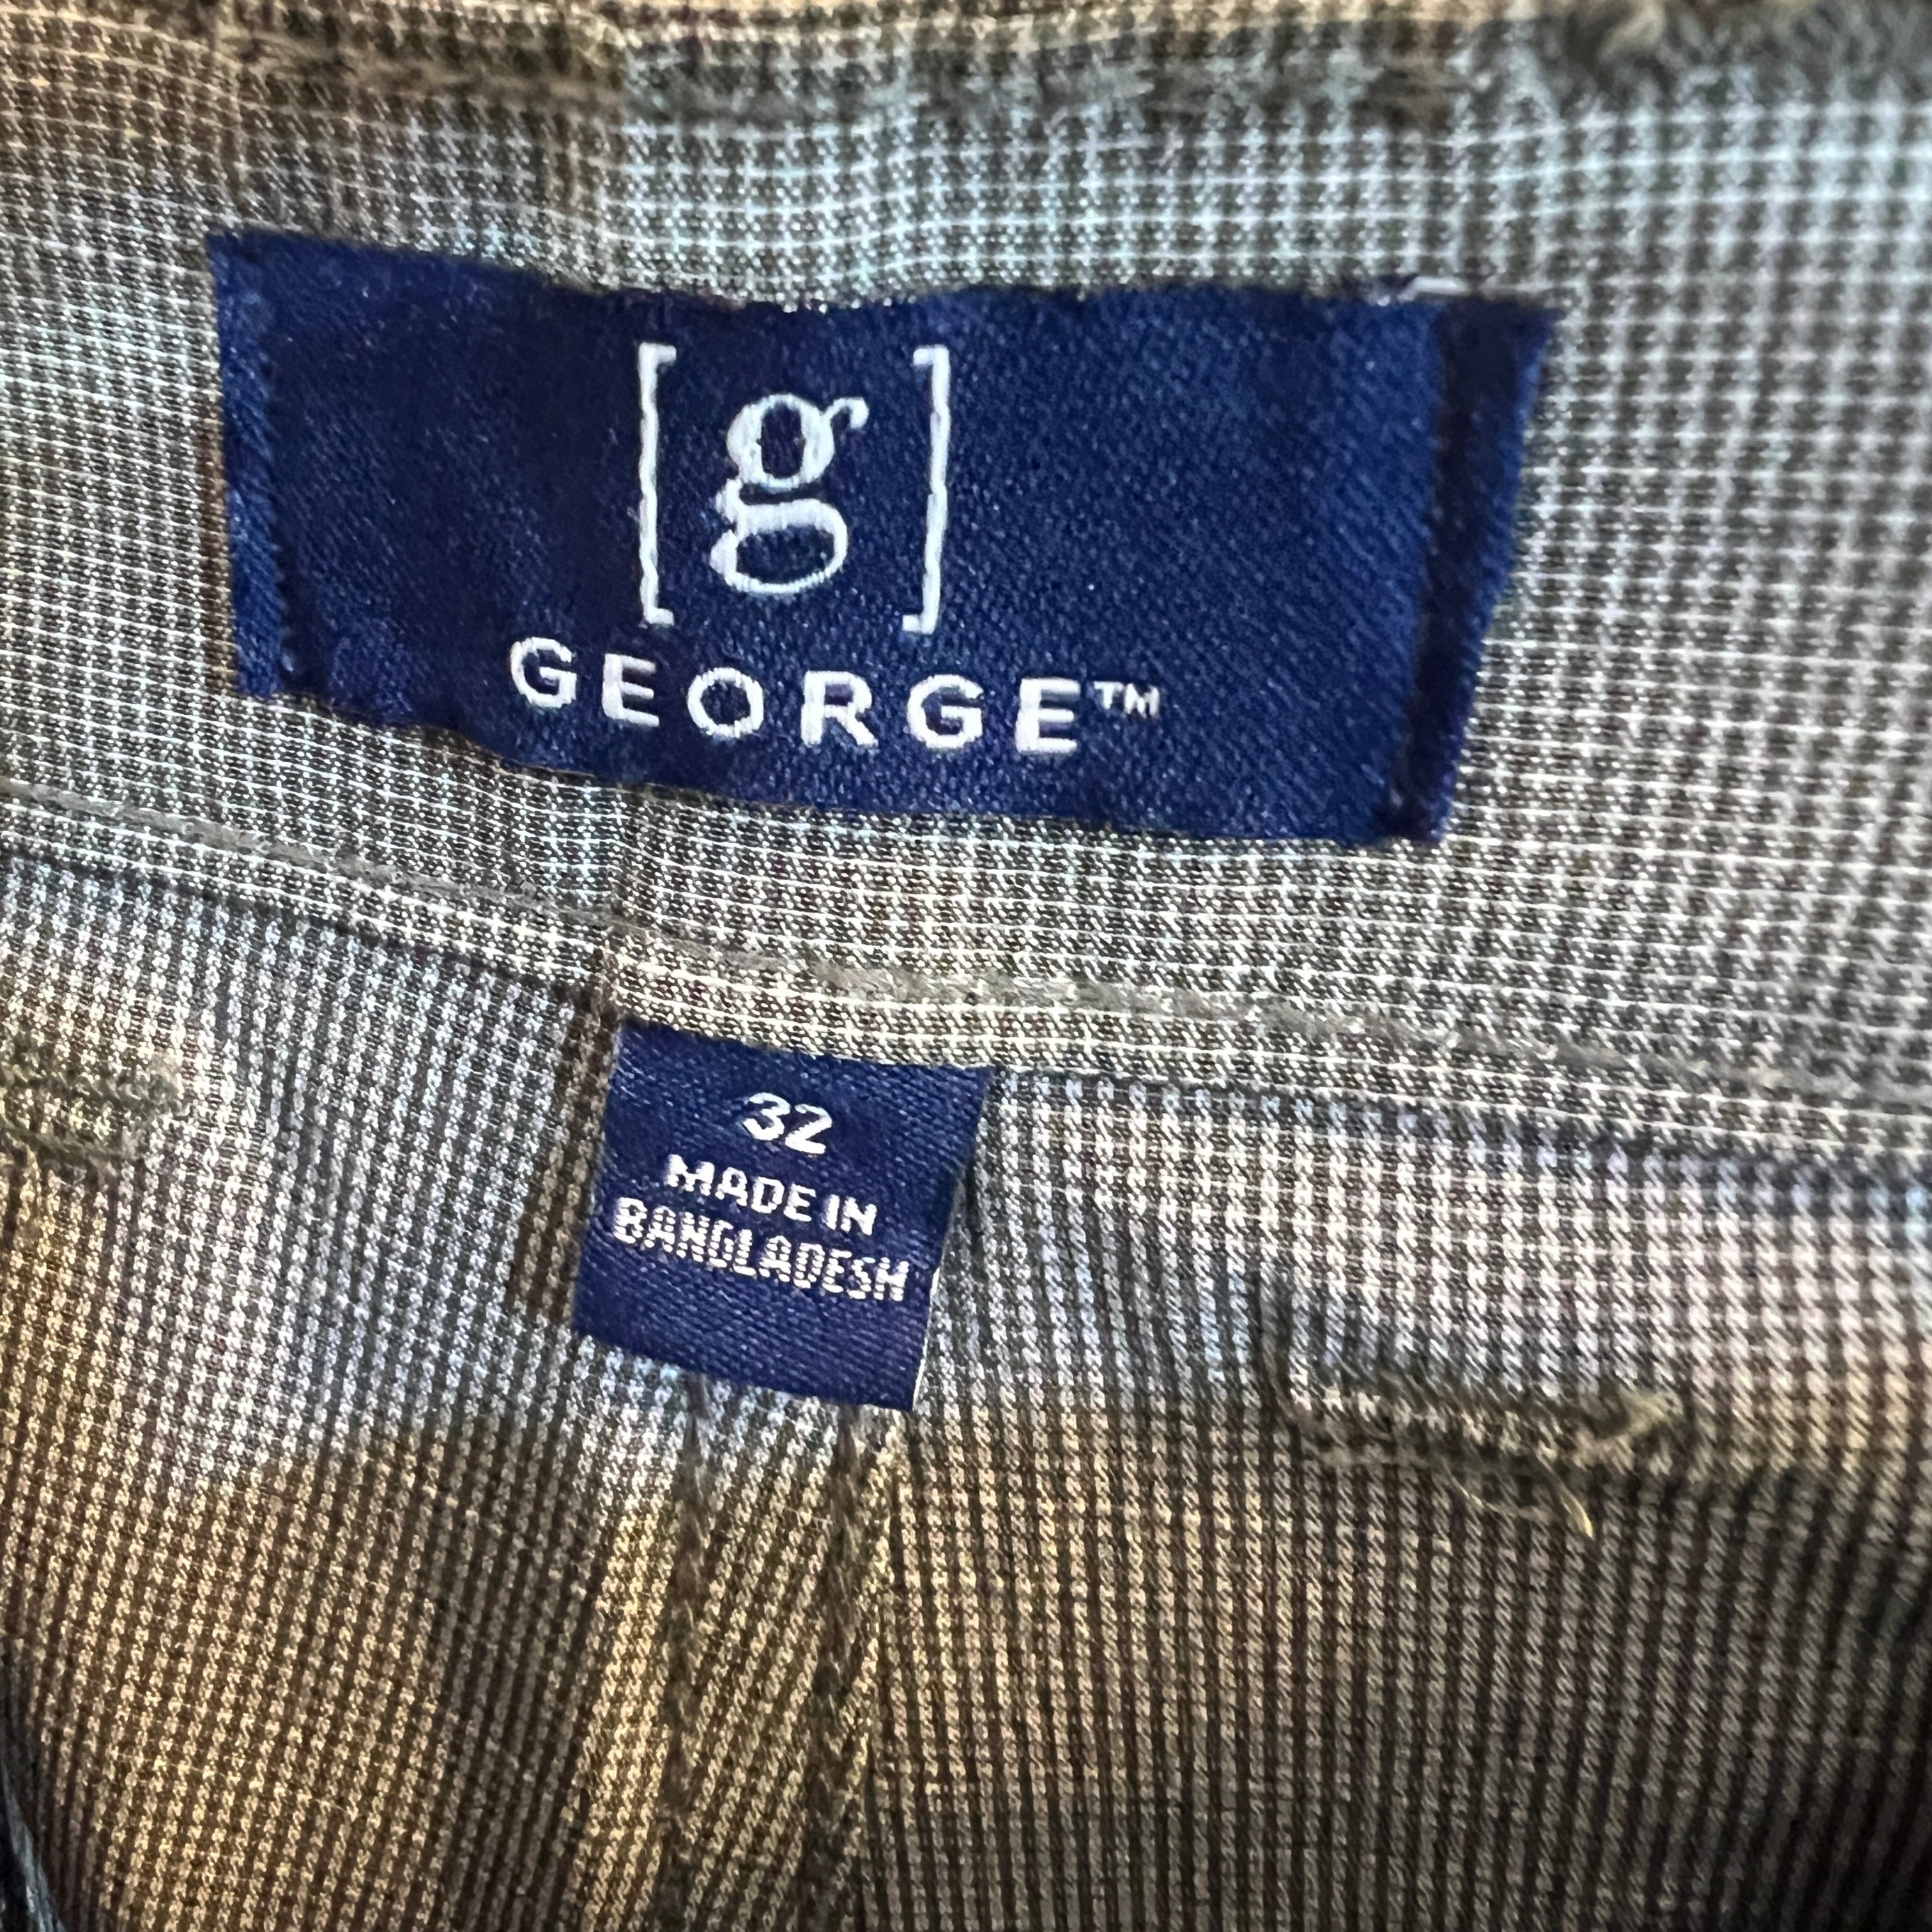 [g]
GEORGE™
32
MADE IN
BANGLADESH